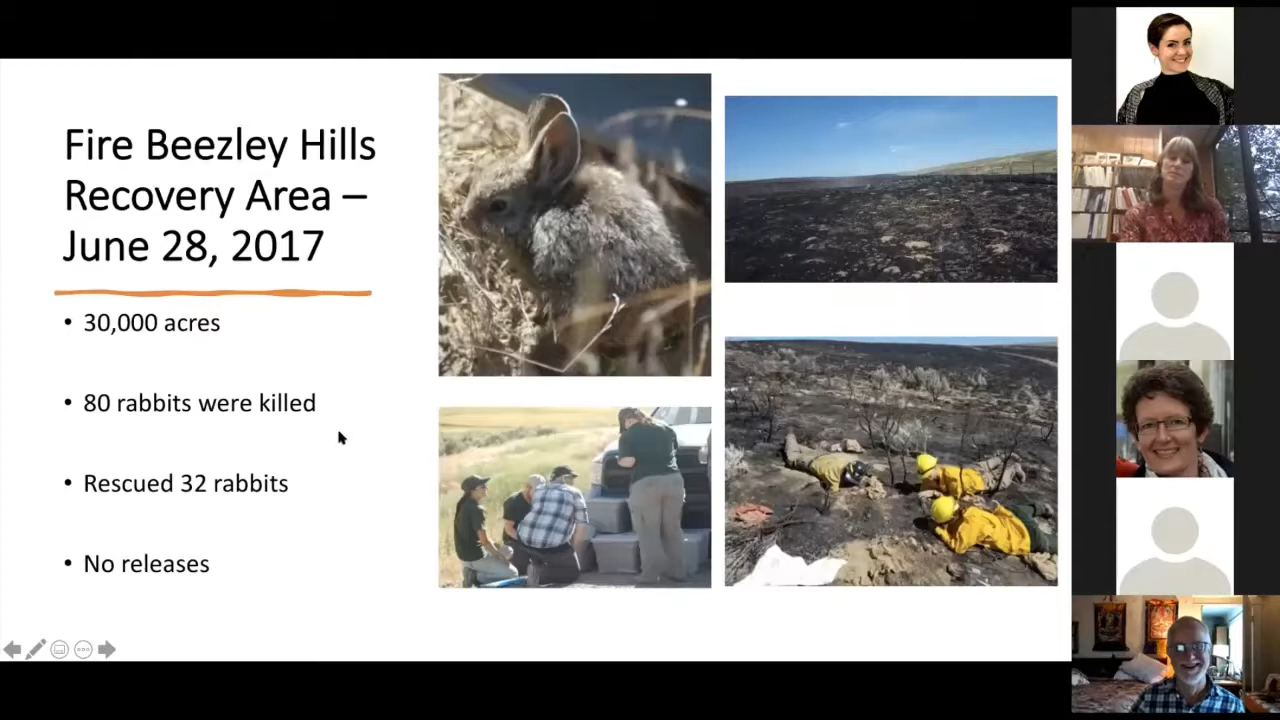 Fire Beezley Hills
Recovery Area –
June 28, 2017
• 30,000 acres
• 80 rabbits were killed
• Rescued 32 rabbits
• No releases